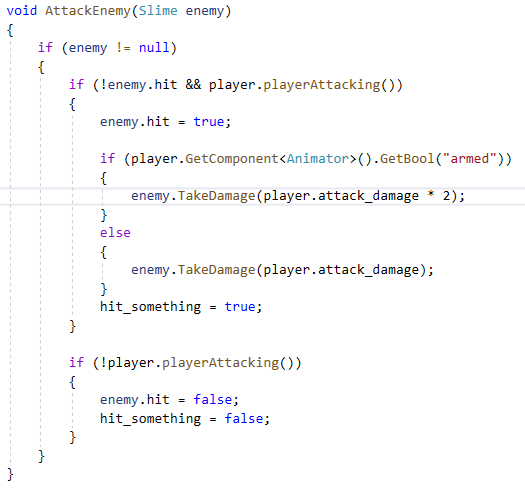 void AttackEnemy(Slime enemy)
{
    if (enemy != null)
    {
        if (!enemy.hit && player.playerAttacking())
        {
            enemy.hit = true;

            if (player.GetComponent<Animator>().GetBool("armed"))
            {
                enemy.TakeDamage(player.attack_damage * 2);
            }
            else
            {
                enemy.TakeDamage(player.attack_damage);
            }
            hit_something = true;
        }

        if (!player.playerAttacking())
        {
            enemy.hit = false;
            hit_something = false;
        }
    }
}